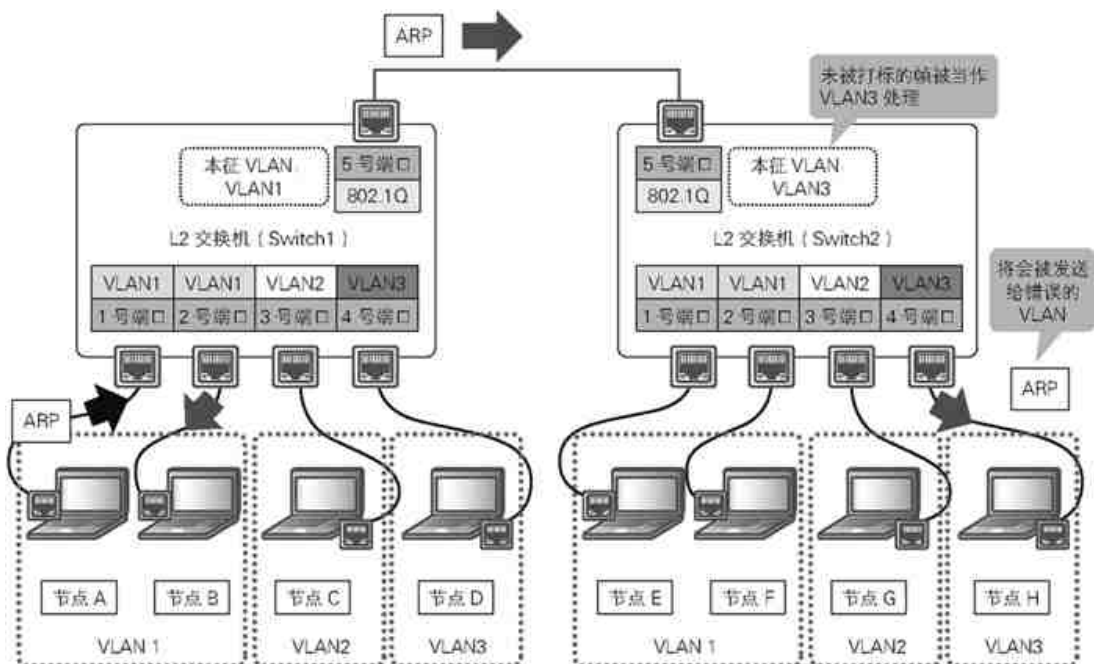 ARP
未被打标的帧被当作
VLAN3 处理
本征 VLAN
VLAN1
5 号端口
802.1Q
L2 交换机（Switch1）
VLAN1 VLAN1 VLAN2 VLAN3
1 号端口 2 号端口 3 号端口 4 号端口
5 号端口
802.1Q
本征 VLAN
VLAN3
L2 交换机（Switch2）
VLAN1 VLAN1 VLAN2 VLAN3
1 号端口 2 号端口 3 号端口 4 号端口
将会被发送
给错误的
VLAN
ARP
ARP
节点 A 节点 B 节点 C 节点 D
VLAN 1 VLAN2 VLAN3
节点 E 节点 F 节点 G 节点 H
VLAN 1 VLAN2 VLAN3